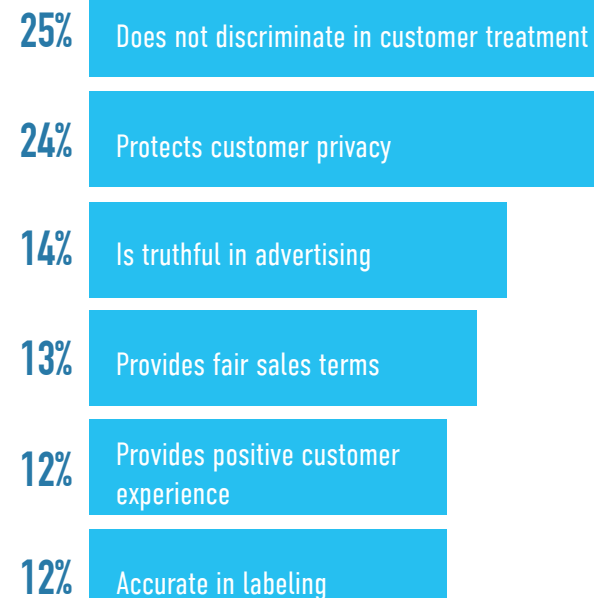 25% Does not discriminate in customer treatment
24% Protects customer privacy
14% Is truthful in advertising
13% Provides fair sales terms
12% Provides positive customer
experience
12% Accurate in labeling